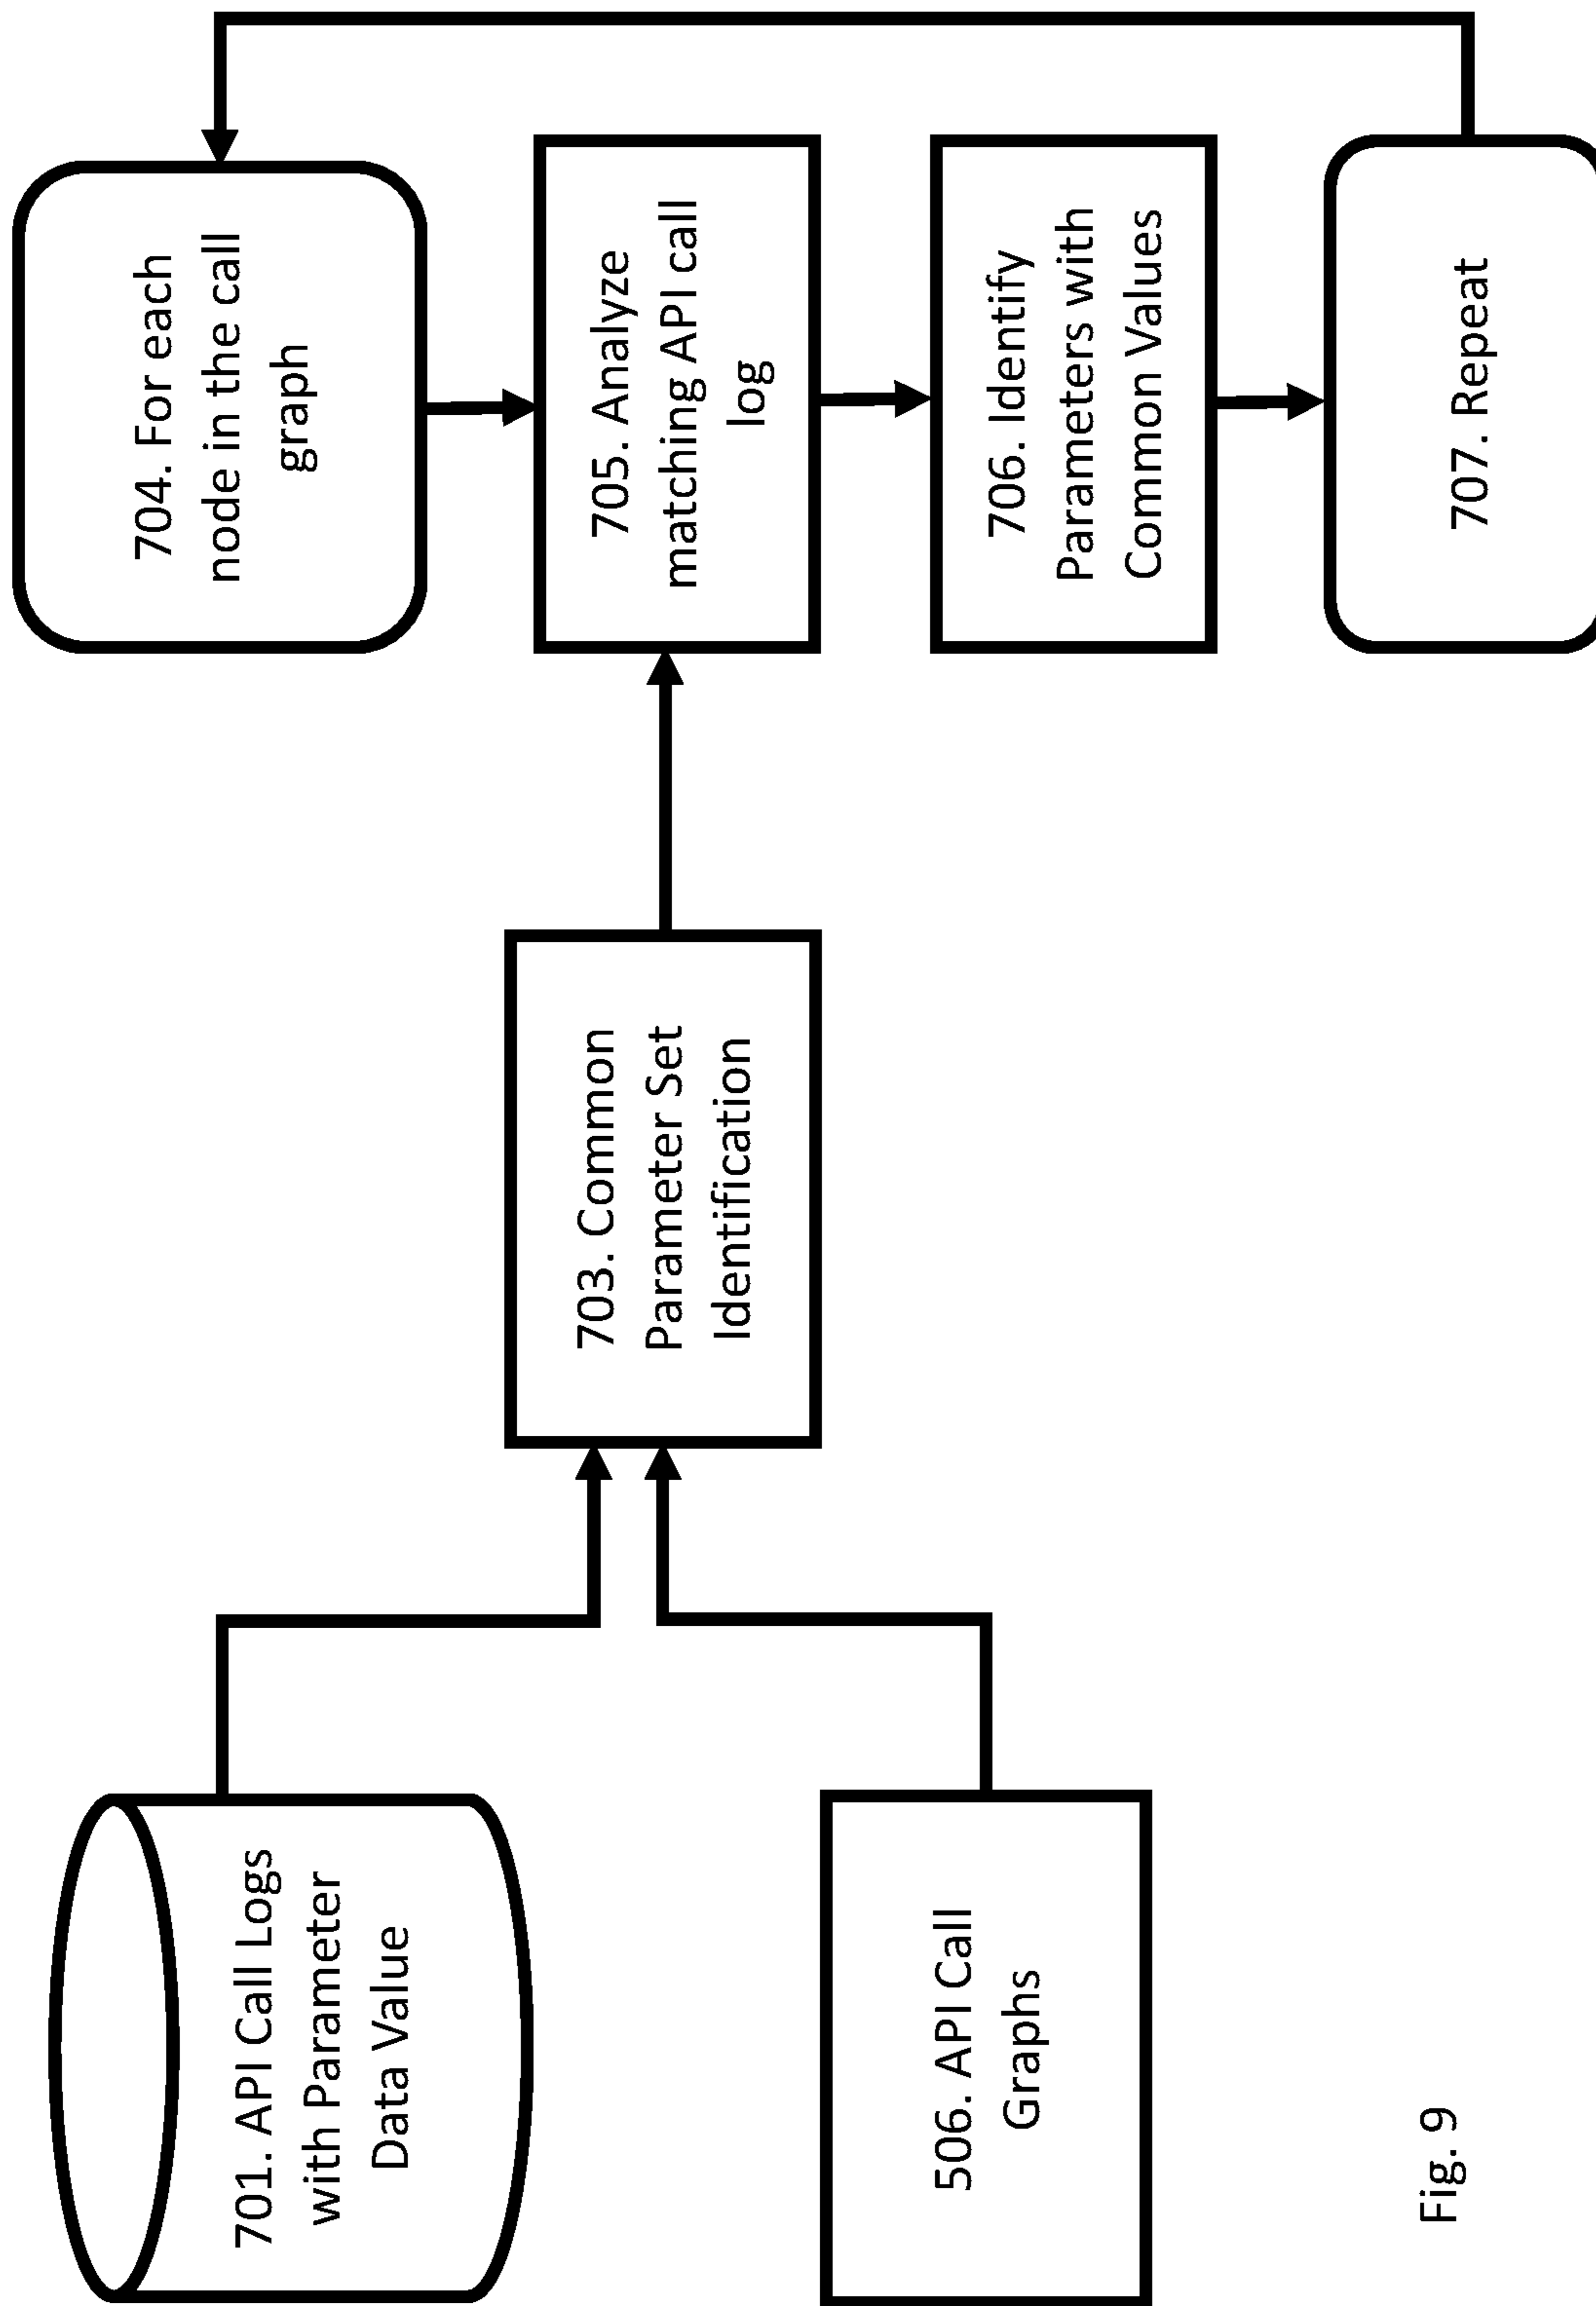 701. API Call Logs
with Parameter
Data Value
506. API Call
Graphs
703. Common
Parameter Set
Identification
704. For each
node in the call
graph
705. Analyze
matching API call
log
706. Identify
Parameters with
Common Values
707. Repeat
Fig. 9